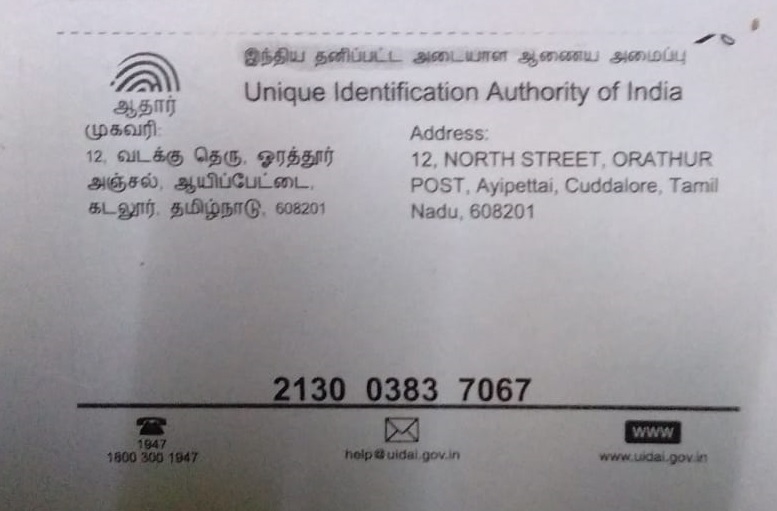 இந்திய தனிப்பட்ட அடையாள ஆணைய அமைப்பு
Unique Identification Authority of India
ஆதார்
முகவரி:
12, வடக்கு தெரு, ஓரத்தூர்
அஞ்சல், ஆயிப்பேட்டை,
கடலூர், தமிழ்நாடு, 608201
Address:
12, NORTH STREET, ORATHUR
POST, Ayipettai, Cuddalore, Tamil
Nadu, 608201
2130 0383 7067
1947
1800 300 1947
help@uidai.gov.in
www
www.uidai.gov.in